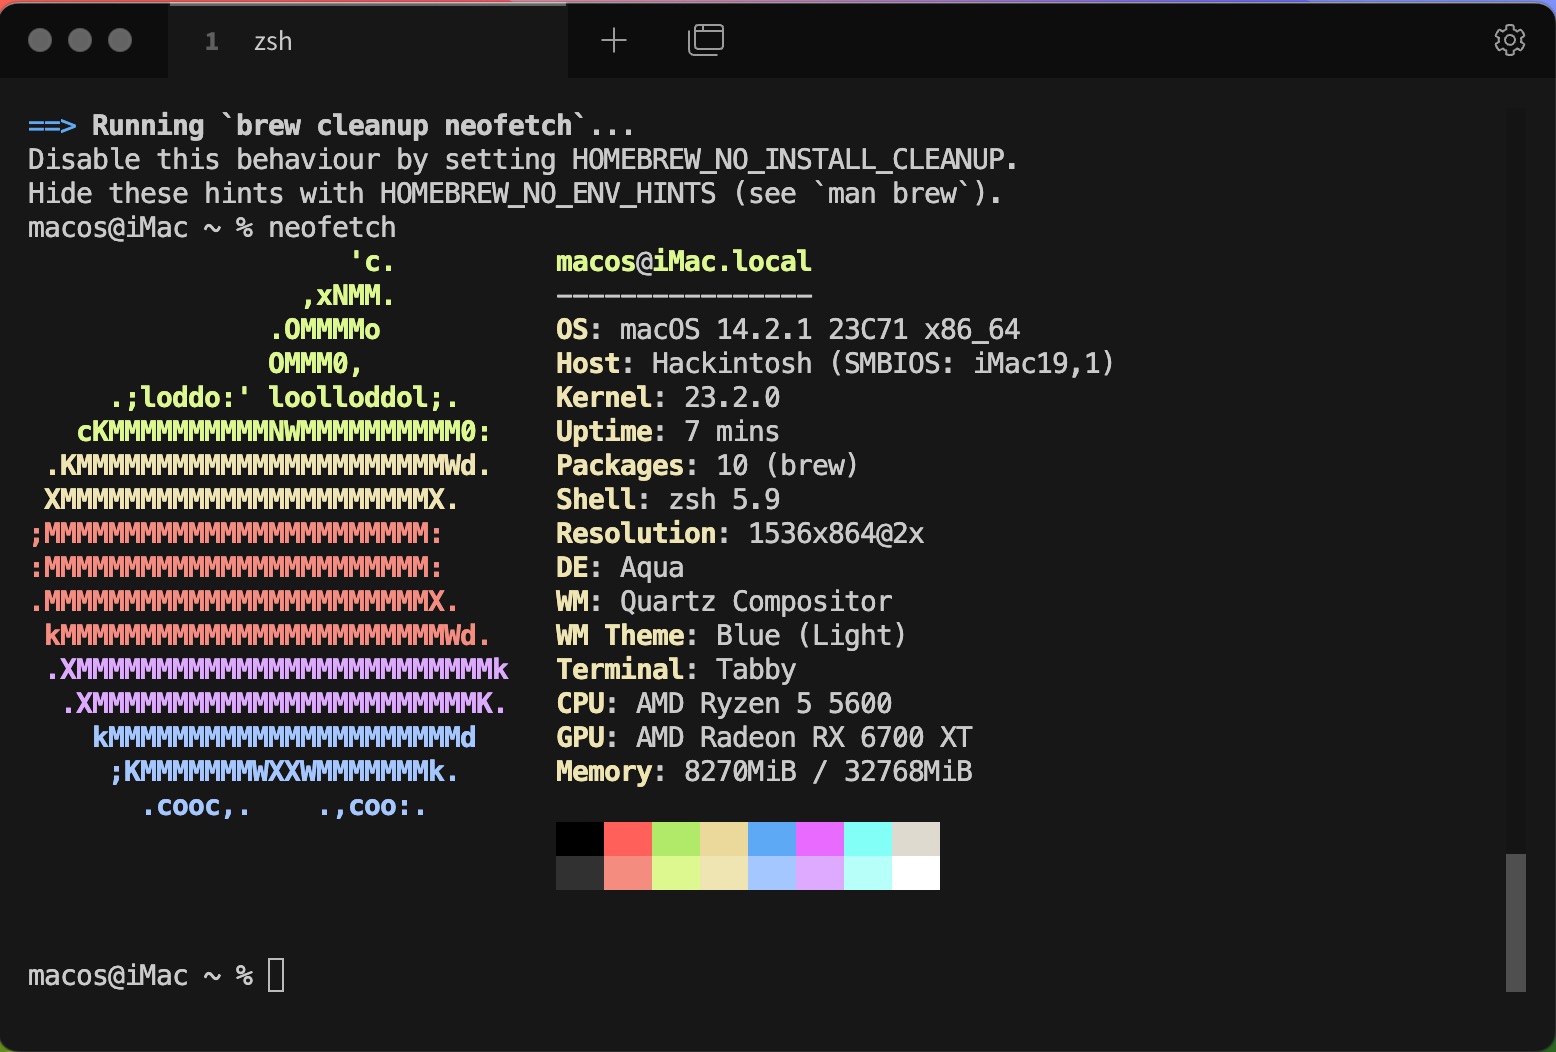 1 zsh
==> Running `brew cleanup neofetch`...
Disable this behaviour by setting HOMEBREW_NO_INSTALL_CLEANUP.
Hide these hints with HOMEBREW_NO_ENV_HINTS (see `man brew`).
macos@iMac ~ % neofetch
                    'c.          macos@iMac.local
                 ,xNMM.          ----------------
               .OMMMMo           OS: macOS 14.2.1 23C71 x86_64
               OMMM0,            Host: Hackintosh (SMBIOS: iMac19,1)
     .;loddo:' loolloddol;.      Kernel: 23.2.0
   cKMMMMMMMMMMNWMMMMMMMMMM0:    Uptime: 7 mins
 .KMMMMMMMMMMMMMMMMMMMMMMMWd.    Packages: 10 (brew)
 XMMMMMMMMMMMMMMMMMMMMMMMX.      Shell: zsh 5.9
;MMMMMMMMMMMMMMMMMMMMMMMM:       Resolution: 1536x864@2x
:MMMMMMMMMMMMMMMMMMMMMMMM:       DE: Aqua
.MMMMMMMMMMMMMMMMMMMMMMMMX.      WM: Quartz Compositor
 kMMMMMMMMMMMMMMMMMMMMMMMMWd.    WM Theme: Blue (Light)
 .XMMMMMMMMMMMMMMMMMMMMMMMMMMk   Terminal: Tabby
  .XMMMMMMMMMMMMMMMMMMMMMMMMK.   CPU: AMD Ryzen 5 5600
    kMMMMMMMMMMMMMMMMMMMMMMd     GPU: AMD Radeon RX 6700 XT
     ;KMMMMMMMWXXWMMMMMMMk.      Memory: 8270MiB / 32768MiB
       .cooc,.    .,coo:.
macos@iMac ~ %